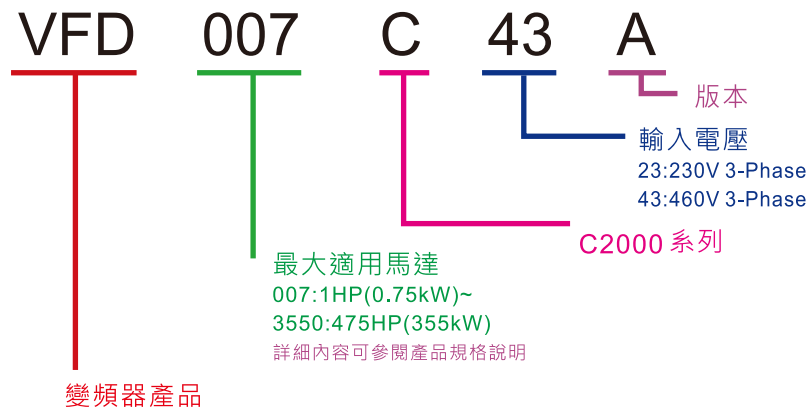 VFD 007 C 43 A
版本
輸入電壓
23:230V 3-Phase
43:460V 3-Phase
C2000 系列
最大適用馬達
007:1HP(0.75kW)~
3550:475HP(355kW)
詳細內容可參閱產品規格說明
變頻器產品